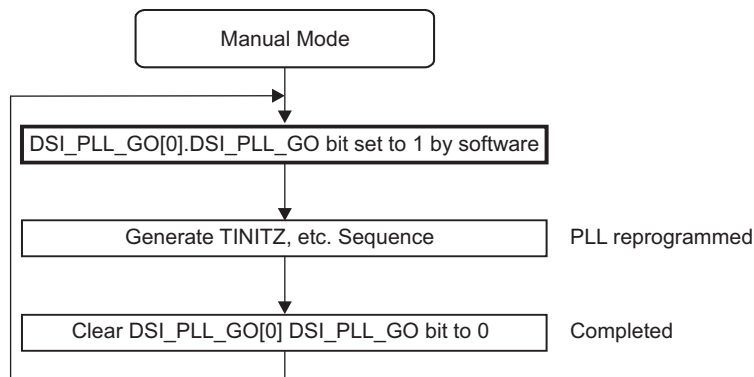 Manual Mode
DSI_PLL_GO[0].DSI_PLL_GO bit set to 1 by software
Generate TINITZ, etc. Sequence
PLL reprogrammed
Clear DSI_PLL_GO[0] DSI_PLL_GO bit to 0
Completed